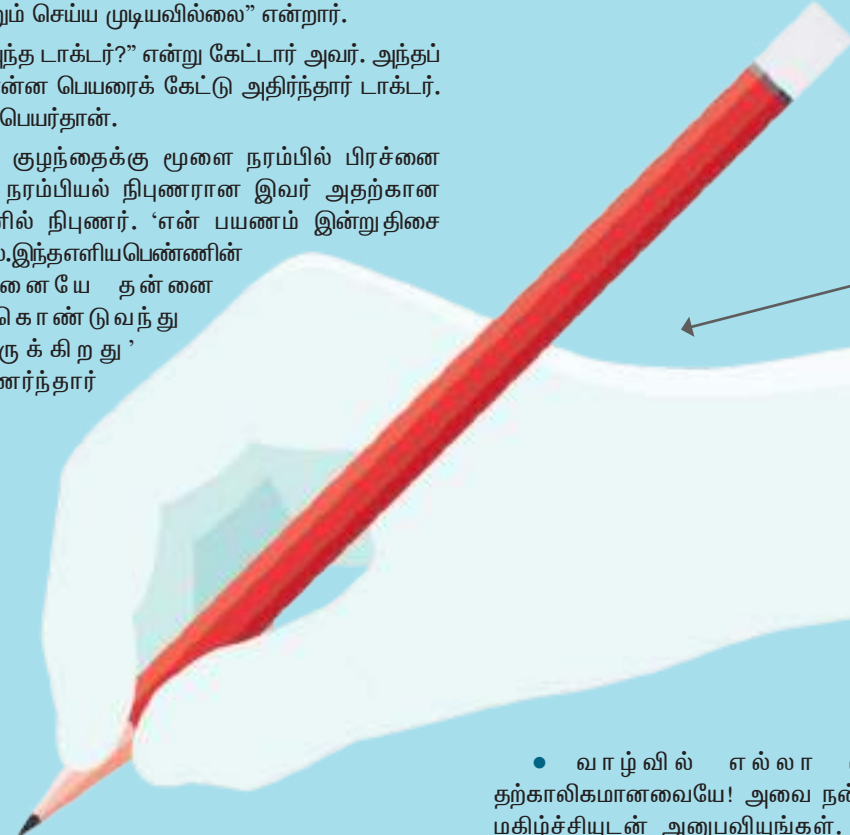 றும் செய்ய முடியவில்லை” என்றார்.
ந்த டாக்டர்?” என்று கேட்டார் அவர். அந்தப்
ன்ன பெயரைக் கேட்டு அதிர்ந்தார் டாக்டர்.
பெயர்தான்.
குழந்தைக்கு மூளை நரம்பில் பிரச்னை
நரம்பியல் நிபுணரான இவர் அதற்கான
ில் நிபுணர். ‘என் பயணம் இன்று திசை
இந்தஎளியபெண்ணின்
னையே தன்னை
கொண்டுவந்து
ருக்கிறது’
ணர்ந்தார்
• வாழ்வில் எல்லா
தற்காலிகமானவையே! அவை
மகிழ்ச்சியுடன் அனுபவியுங்கள்.